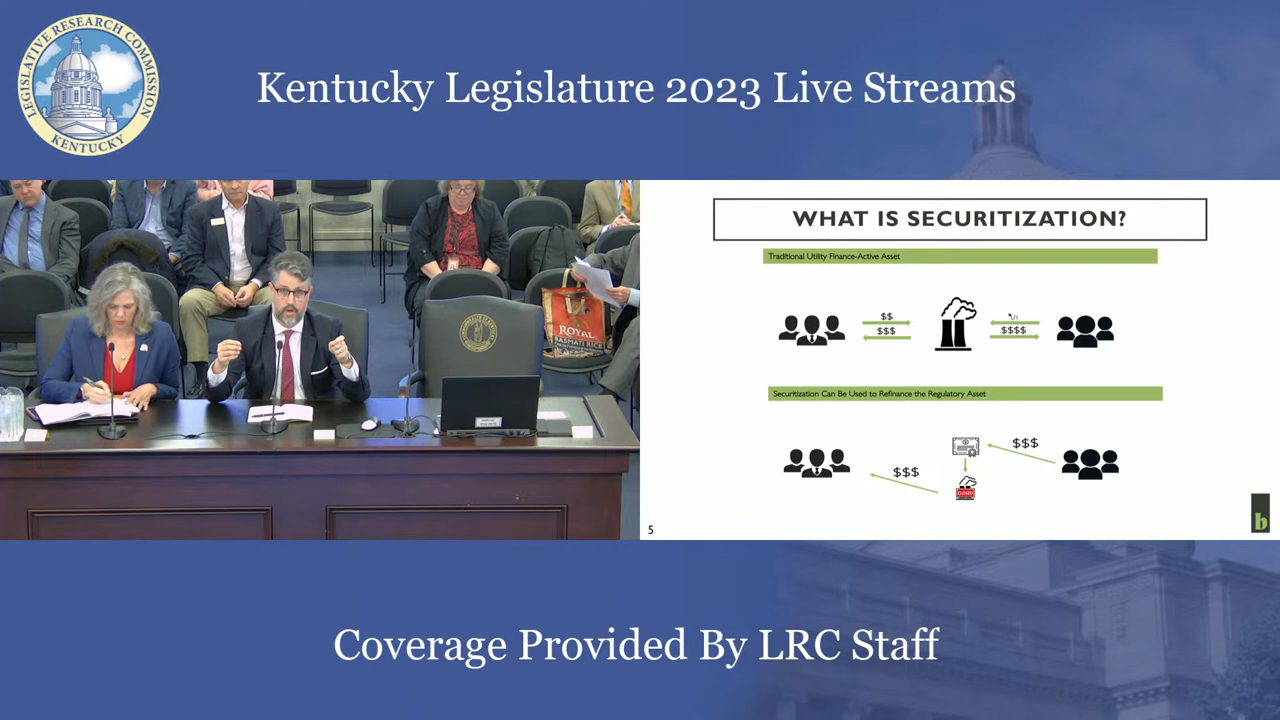 LEGISLATIVE RESEARCH COMMISSION
KENTUCKY
Kentucky Legislature 2023 Live Streams
WHAT IS SECURITIZATION?
Traditional Utility Finance-Active Asset
$$
$$$
$$$$
Securitization Can Be Used to Refinance the Regulatory Asset
$$$
$$$
CLOSED
5
b
ROYAL
BASMATI RICE
Coverage Provided By LRC Staff